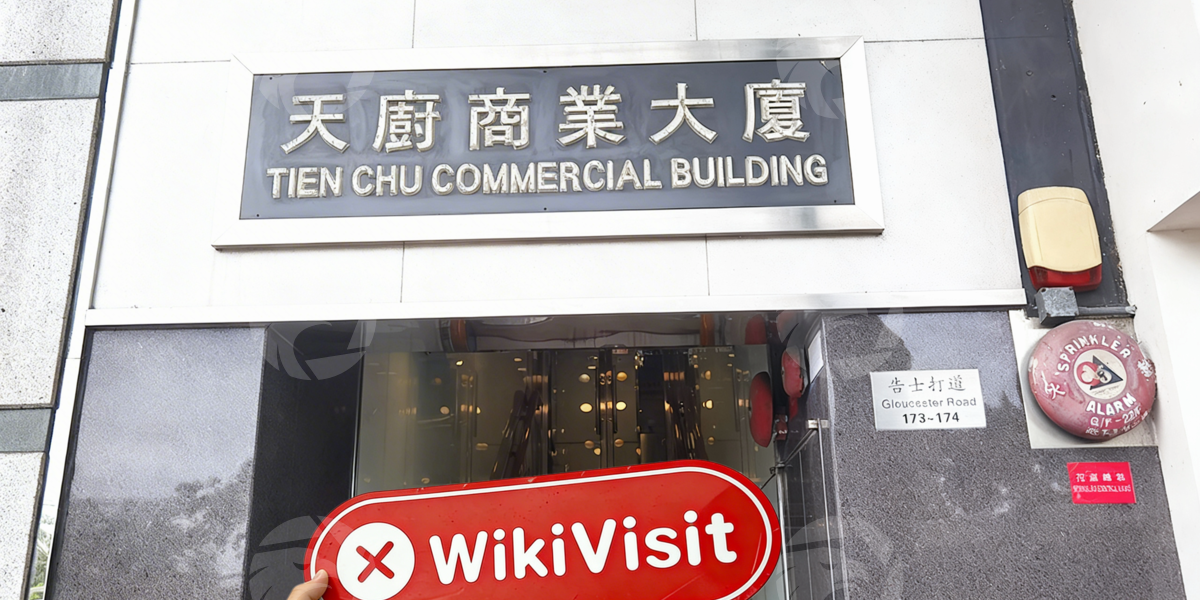 天廚商業大廈
TIEN CHU COMMERCIAL BUILDING
告士打道
Gloucester Road
173~174
SPRINKLER
ALARM
G/F-22/F
WikiVisit